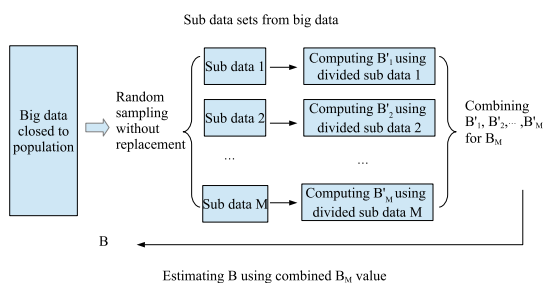 Sub data sets from big data
Big data
closed to
population
Random
sampling
without
replacement
Sub data 1
Computing B'1 using
divided sub data 1
Sub data 2
Computing B'2 using
divided sub data 2
...
...
Sub data M
Computing B'M using
divided sub data M
Combining
B'1, B'2,... ,B'M
for BM
B
Estimating B using combined BM value